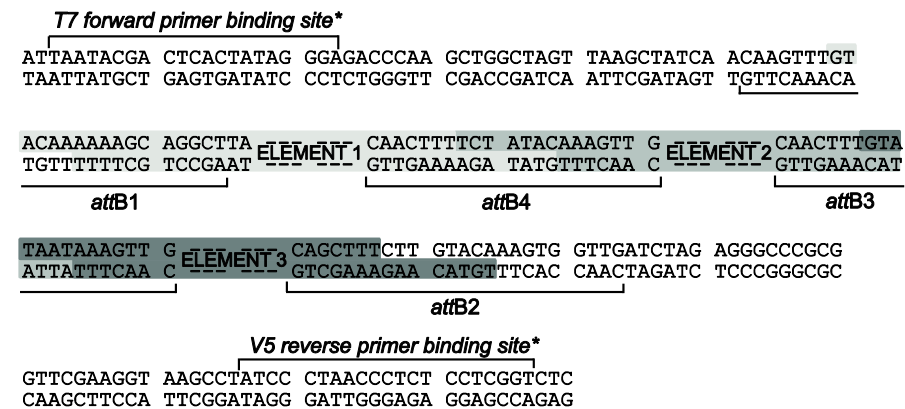 T7 forward primer binding site*
ATTAATACGA CTCACTATAG GGAGACCCAA GCTGGCTAGT TAAGCTATCA ACAAGTTTGT
TAATTATGCT GAGTGATATC CCTCTGGGTT CGACCGATCA ATTCGATAGT TGTTCAAACA
ACAAAAAAGC AGGCTTA ELEMENT 1 CAACTTTTCT ATACAAAGTT G ELEMENT 2 CAACTTTGTA
TGTTTTTTCG TCCGAAT GTTGAAAAGA TATGTTTCAA C GTTGAAACAT
attB1 attB4 attB3
TAATAAAGTT G ELEMENT 3 CAGCTTTCTT GTACAAAGTG GTTGATCTAG AGGGCCCGCG
ATTATTTCAA C GTCGAAAGAA CATGTTTCAC CAACTAGATC TCCCGGGCGC
attB2
V5 reverse primer binding site*
GTTCGAAGGT AAGCCTATCC CTAACCCTCT CCTCGGTCTC
CAAGCTTCCA TTCGGATAGG GATTGGGAGA GGAGCCAGAG